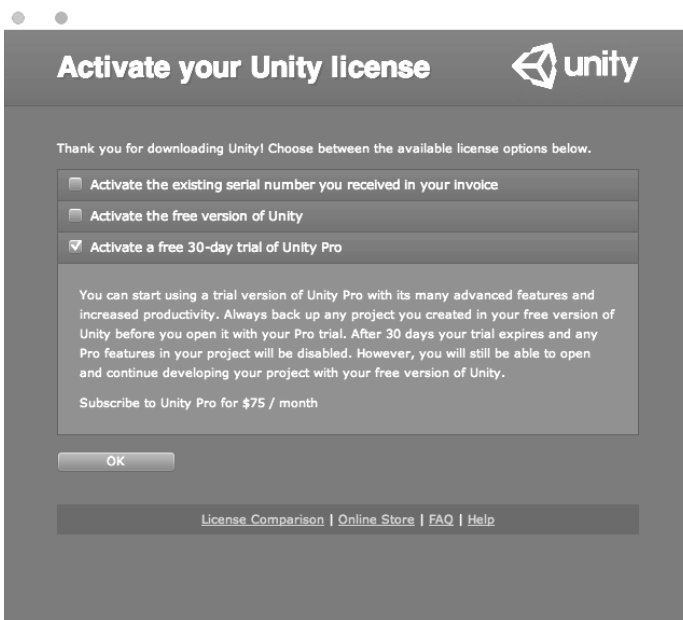 Activate your Unity license
unity
Thank you for downloading Unity! Choose between the available license options below.
Activate the existing serial number you received in your invoice
Activate the free version of Unity
Activate a free 30-day trial of Unity Pro
You can start using a trial version of Unity Pro with its many advanced features and
increased productivity. Always back up any project you created in your free version of
Unity before you open it with your Pro trial. After 30 days your trial expires and any
Pro features in your project will be disabled. However, you will still be able to open
and continue developing your project with your free version of Unity.
Subscribe to Unity Pro for $75 / month
OK
License Comparison | Online Store | FAQ | Help